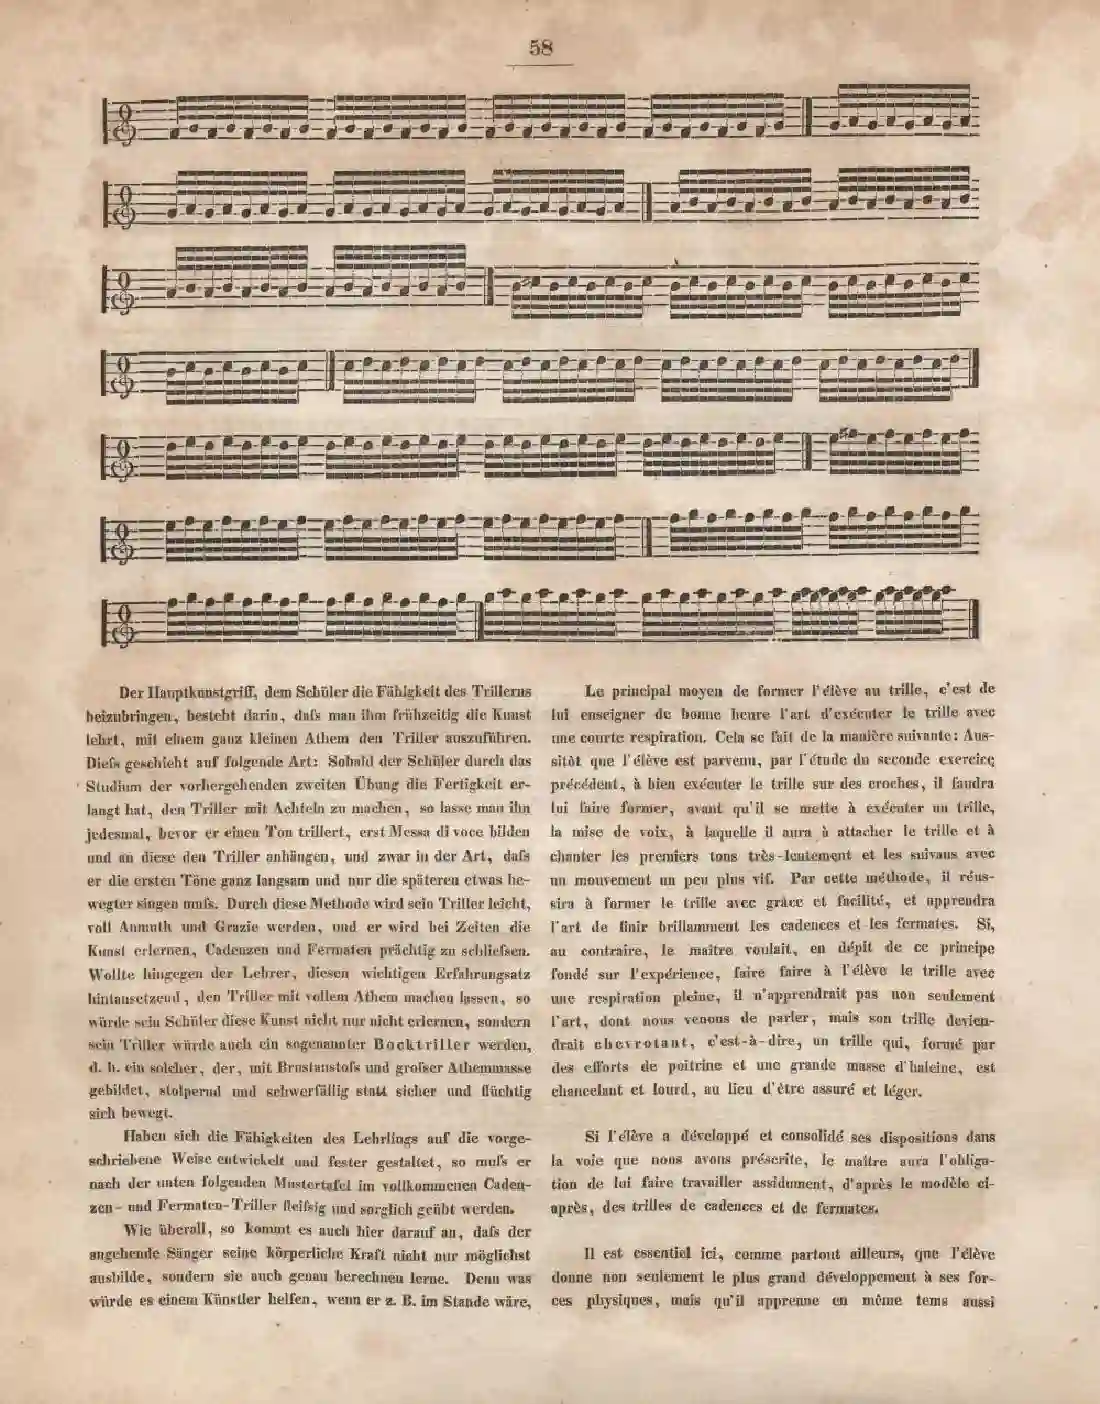 58
Der Hauptkunstgriff, dem Schüler die Fähigkeit des Trillerns
beizubringen, besteht darin, dafs man ihm frühzeitig die Kunst
lehrt, mit einem ganz kleinen Athem den Triller auszuführen.
Diefs geschieht auf folgende Art: Sobald der Schüler durch das
Studium der vorhergehenden zweiten Übung die Fertigkeit er-
langt hat, den Triller mit Achteln zu machen, so lasse man ihn
jedesmal, bevor er einen Ton trillert, erst Messa di voce bilden
und an diese den Triller anhängen, und zwar in der Art, dafs
er die ersten Töne ganz langsam und nur die späteren etwas be-
wegter singen mufs. Durch diese Methode wird sein Triller leicht,
voll Anmuth und Grazie werden, und er wird bei Zeiten die
Kunst erlernen, Cadenzen und Fermaten prächtig zu schliefsen.
Wollte hingegen der Lehrer, diesen wichtigen Erfahrungsatz
hintansetzend, den Triller mit vollem Athem machen lassen, so
würde sein Schüler diese Kunst nicht nur nicht erlernen, sondern
sein Triller würde auch ein sogenannter Bocktriller werden,
d. h. ein solcher, der, mit Brustanstofs und grofser Athemmasse
gebildet, stolpernd und schwerfällig statt sicher und flüchtig
sich bewegt.
Haben sich die Fähigkeiten des Lehrlings auf die vorge-
schriebene Weise entwickelt und fester gestaltet, so mufs er
nach der unten folgenden Mustertafel im vollkommenen Caden-
zen- und Fermaten-Triller fleifsig und sorglich geübt werden.
Wie überall, so kommt es auch hier darauf an, dafs der
angehende Sänger seine körperliche Kraft nicht nur möglichst
ausbilde, sondern sie auch genau berechnen lerne. Denn was
würde es einem Künstler helfen, wenn er z. B. im Stande wäre,
Le principal moyen de former l'élève au trille, c'est de
lui enseigner de bonne heure l'art d'exécuter le trille avec
une courte respiration. Cela se fait de la manière suivante: Aus-
sitôt que l'élève est parvenu, par l'étude du seconde exercice
précédent, à bien exécuter le trille sur des croches, il faudra
lui faire former, avant qu'il se mette à exécuter un trille,
la mise de voix, à laquelle il aura à attacher le trille et à
chanter les premiers tons très-lentement et les suivans avec
un mouvement un peu plus vif. Par cette méthode, il réus-
sira à former le trille avec grâce et facilité, et apprendra
l'art de finir brillamment les cadences et les fermates. Si,
au contraire, le maître voulait, en dépit de ce principe
fondé sur l'expérience, faire faire à l'élève le trille avec
une respiration pleine, il n'apprendrait pas non seulement
l'art, dont nous venons de parler, mais son trille devien-
drait chevrotant, c'est-à-dire, un trille qui, formé par
des efforts de poitrine et une grande masse d'haleine, est
chancelant et lourd, au lieu d'être assuré et léger.
Si l'élève a développé et consolidé ses dispositions dans
la voie que nous avons préscrite, le maître aura l'obliga-
tion de lui faire travailler assidument, d'après le modèle ci-
après, des trilles de cadences et de fermates.
Il est essentiel ici, comme partout ailleurs, que l'élève
donne non seulement le plus grand développement à ses for-
ces physiques, mais qu'il apprenne en même tems aussi